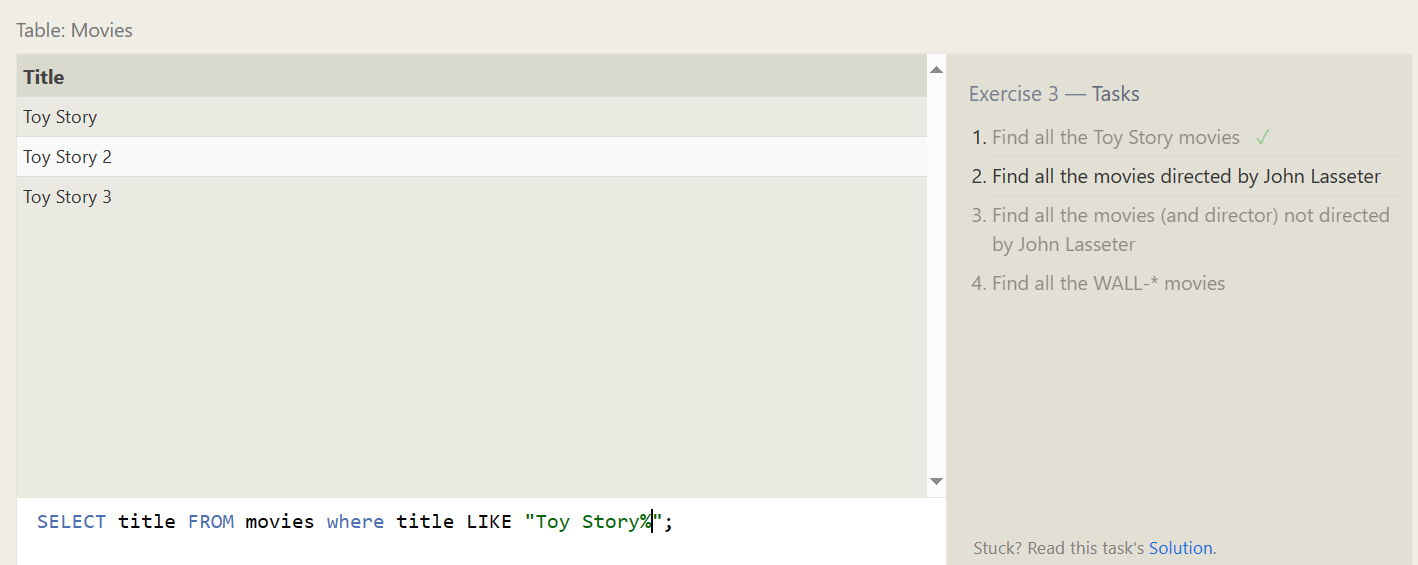 Table: Movies
Title
Toy Story
Toy Story 2
Toy Story 3
SELECT title FROM movies where title LIKE "Toy Story%";
Exercise 3 — Tasks
1. Find all the Toy Story movies ✓
2. Find all the movies directed by John Lasseter
3. Find all the movies (and director) not directed
by John Lasseter
4. Find all the WALL-* movies
Stuck? Read this task's Solution.